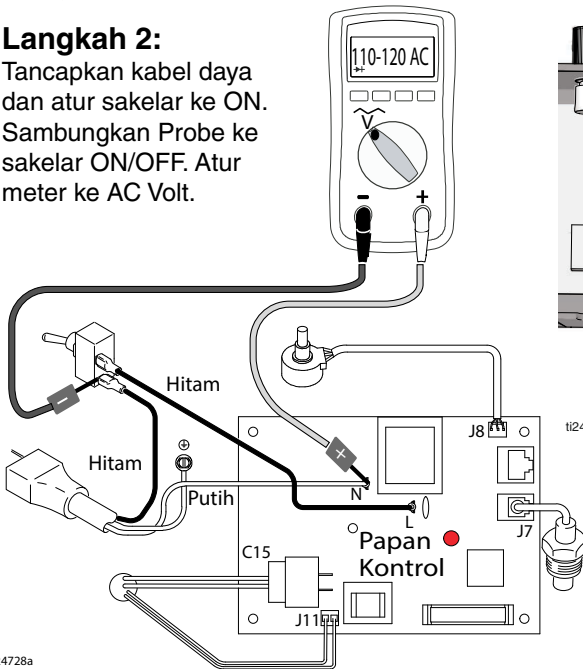 Langkah 2:
Tancapkan kabel daya
dan atur sakelar ke ON.
Sambungkan Probe ke
sakelar ON/OFF. Atur
meter ke AC Volt.
110-120 AC
V
- +
Hitam
-
+
J8
ti24
Hitam
Putih
N
L
J7
Papan
Kontrol
C15
J11
4728a